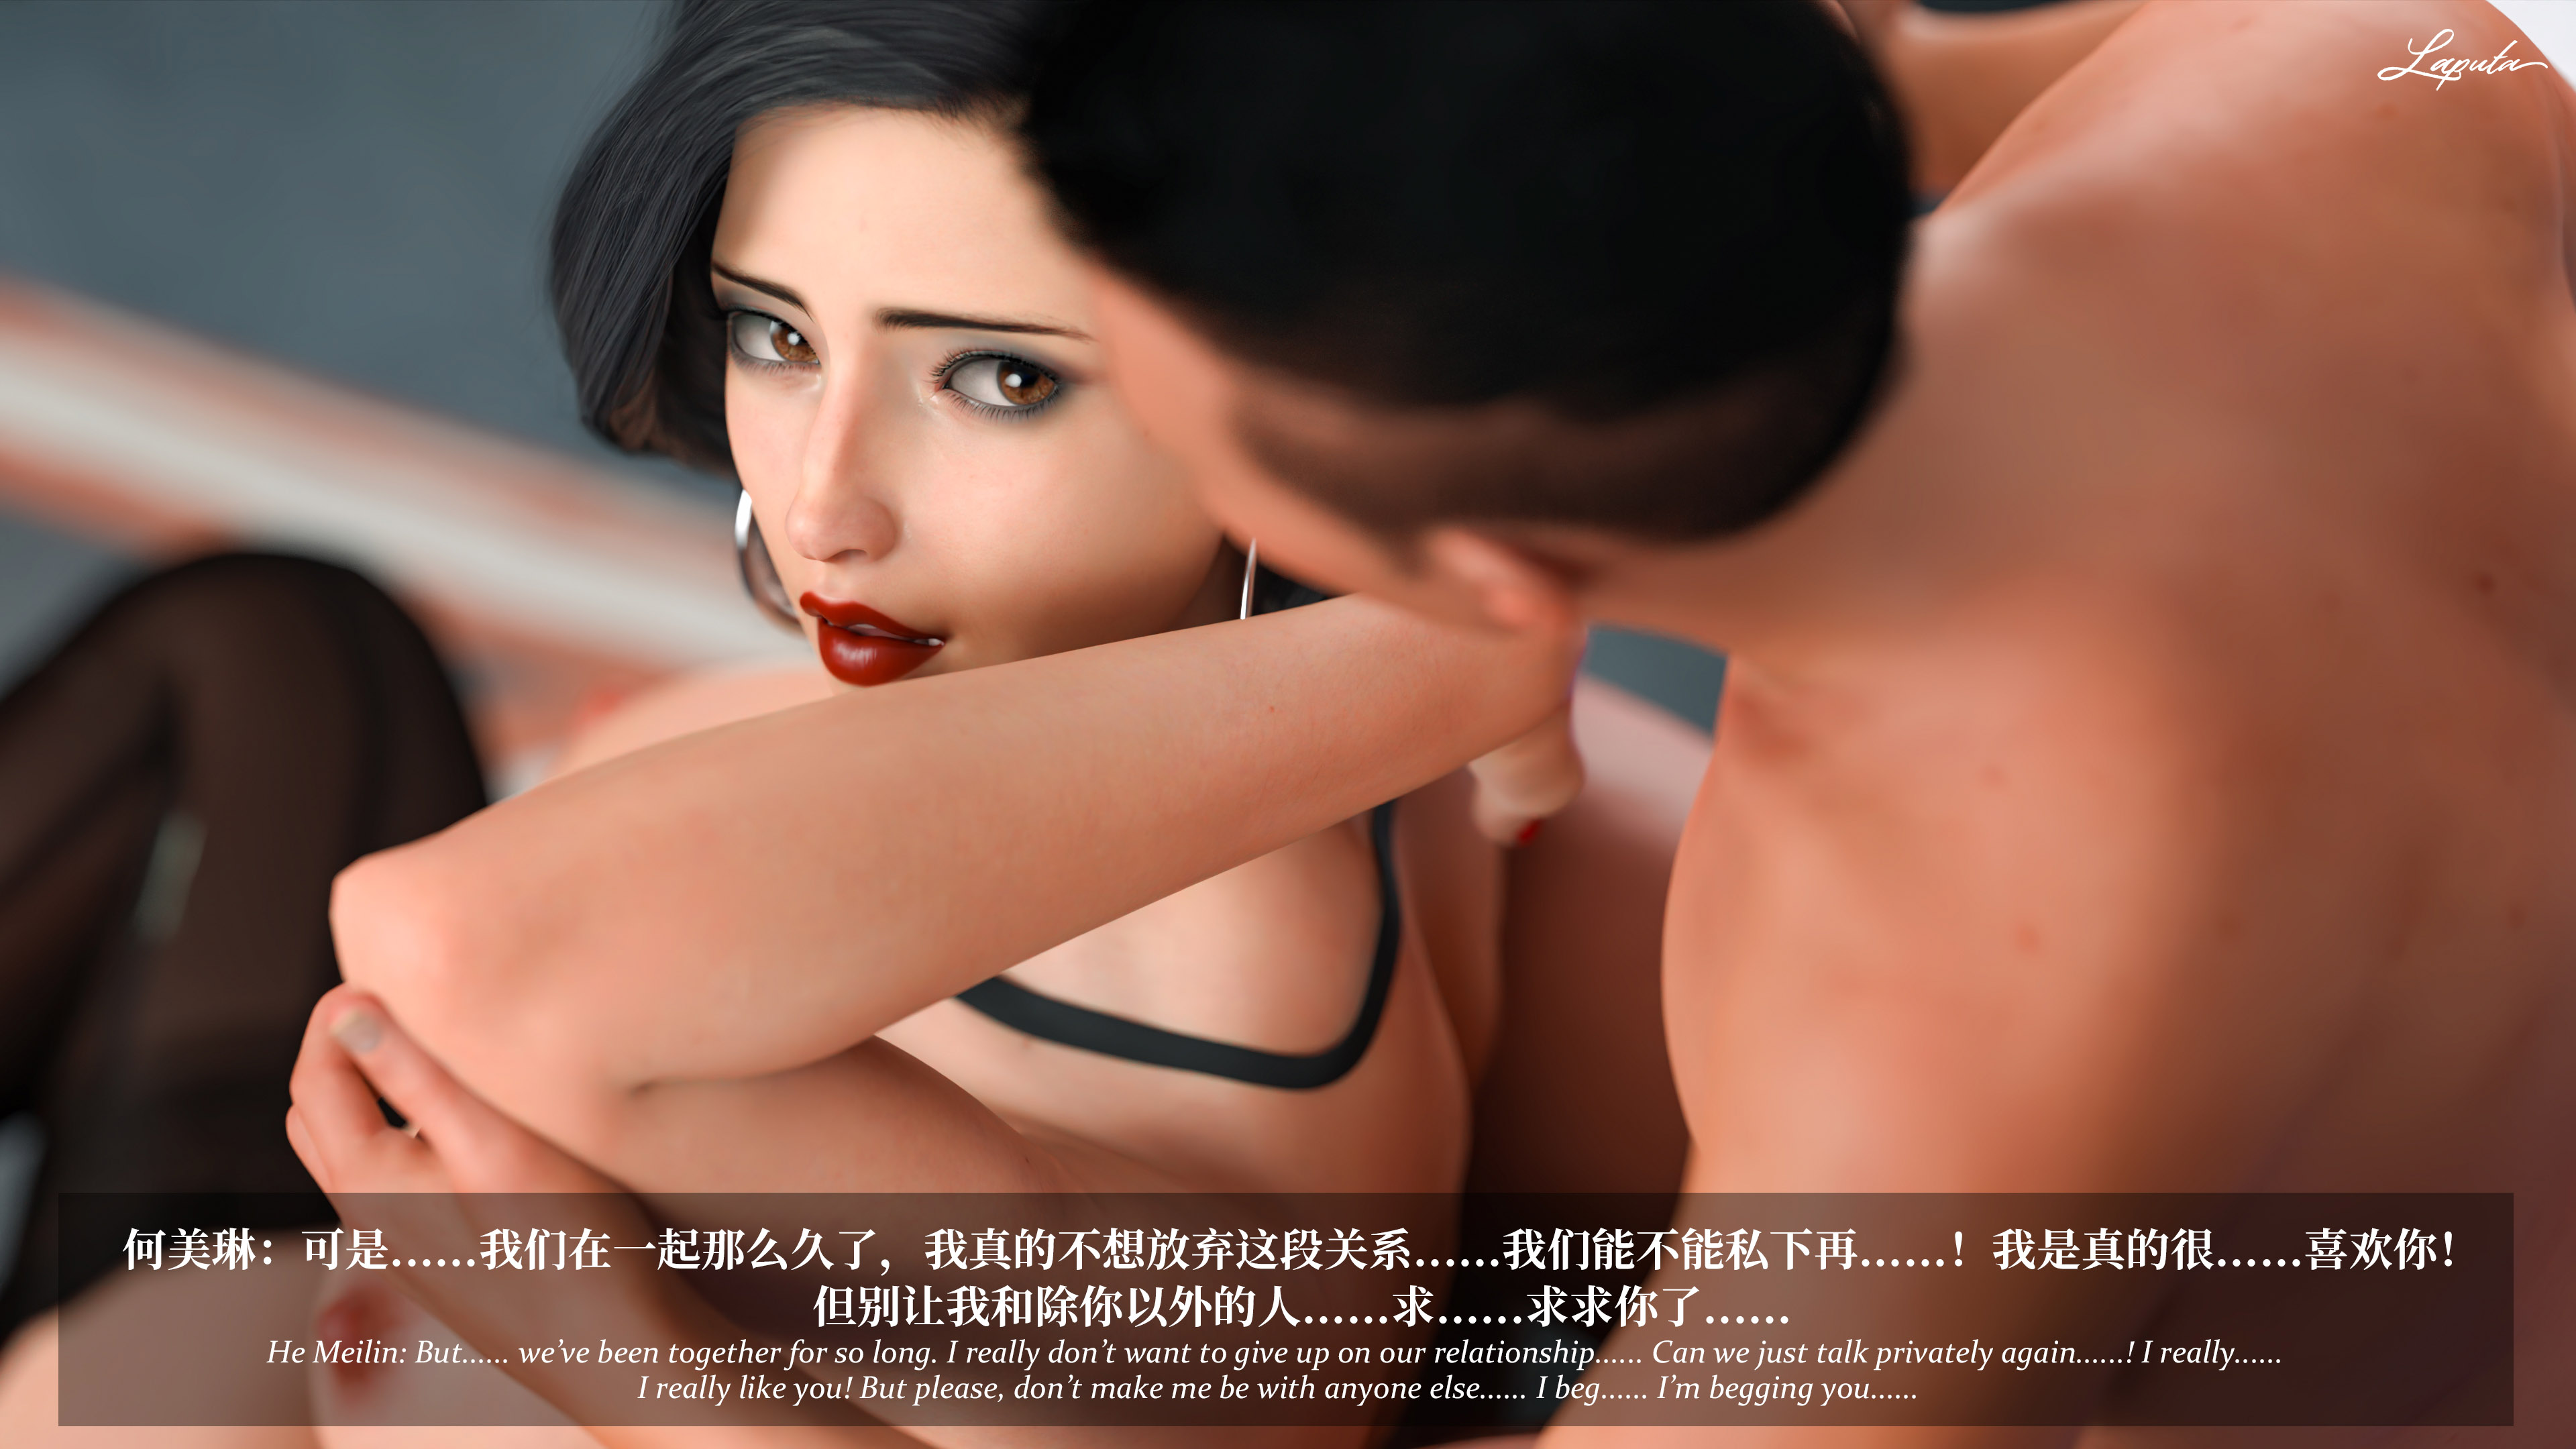 Laputa
何美琳：可是……我们在一起那么久了，我真的不想放弃这段关系……我们能不能私下再……！我是真的很……喜欢你！
但别让我和除你以外的人……求……求求你了……
He Meilin: But…… we’ve been together for so long. I really don’t want to give up on our relationship…… Can we just talk privately again……! I really……
I really like you! But please, don’t make me be with anyone else…… I beg…… I’m begging you……